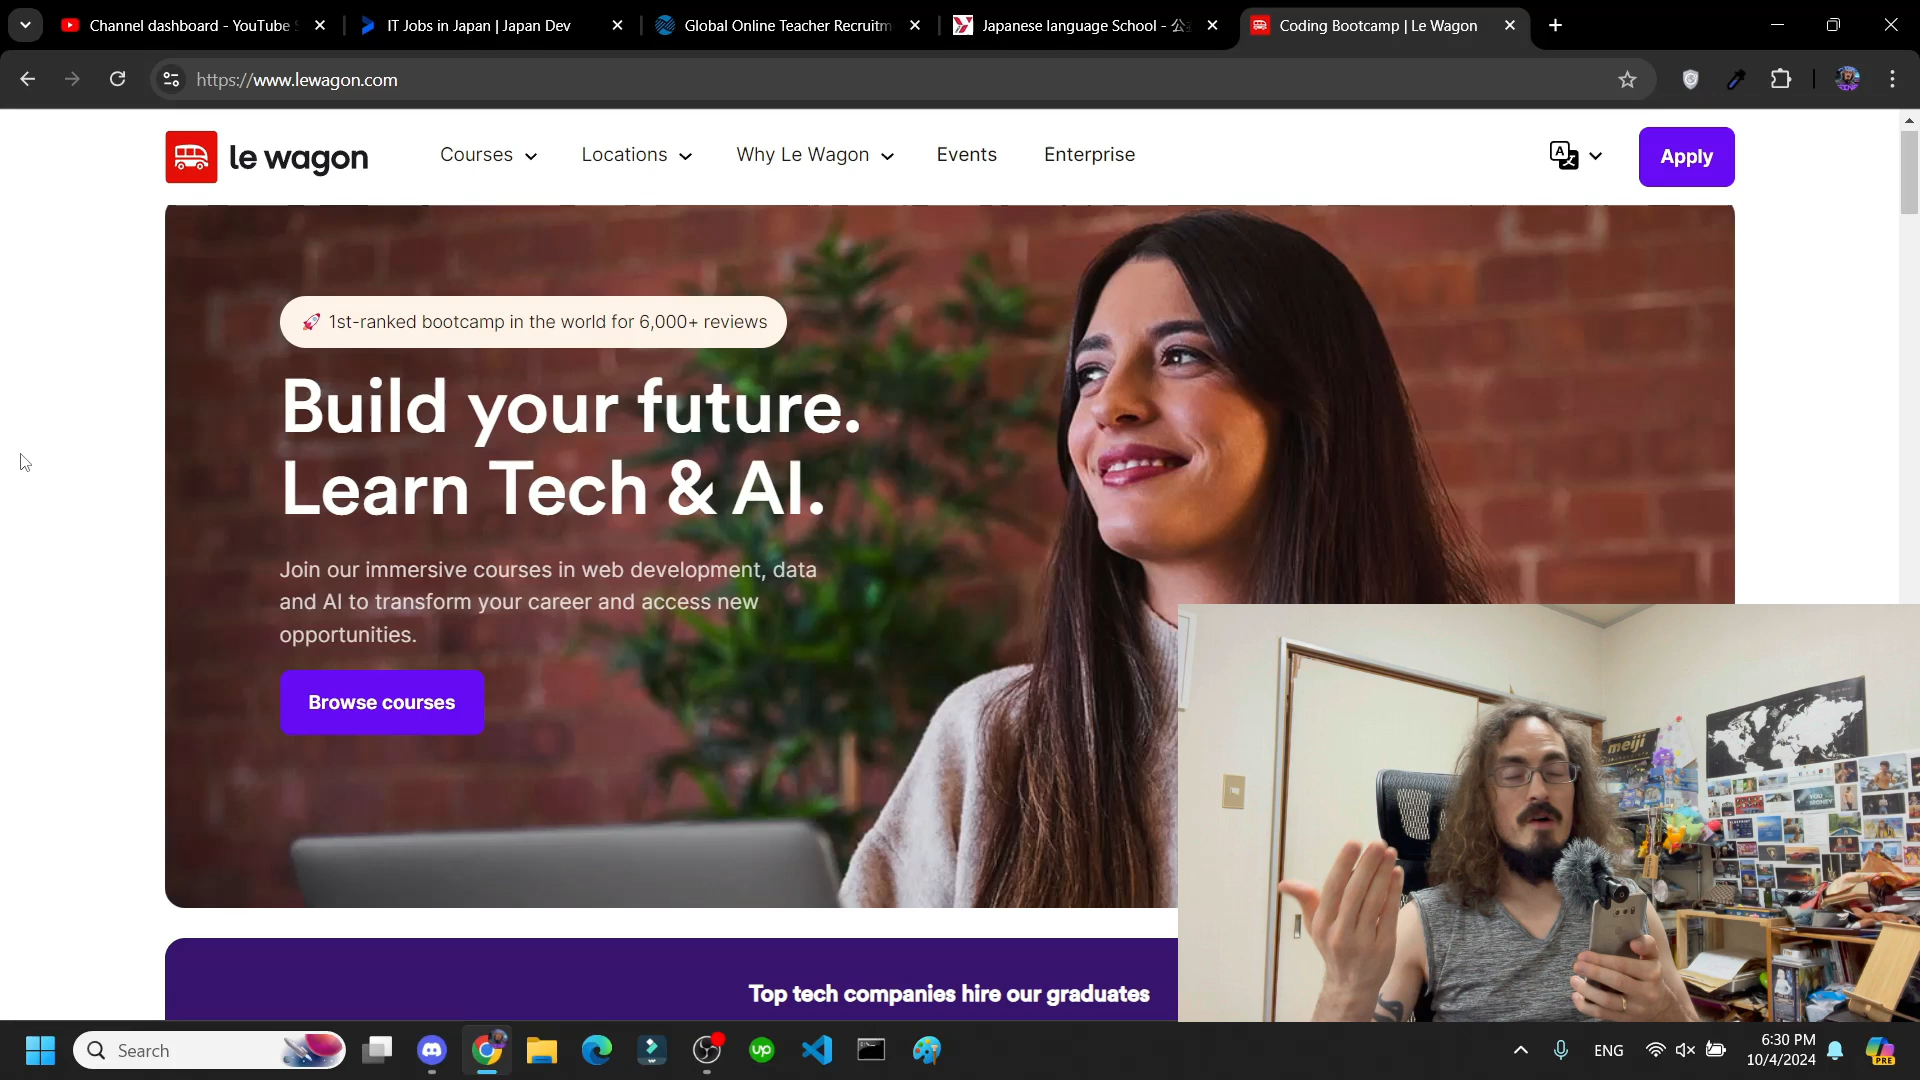 Channel dashboard - YouTube
IT Jobs in Japan | Japan Dev
Global Online Teacher Recruitm
Japanese language School - 公
Coding Bootcamp | Le Wagon
https://www.lewagon.com
le wagon
Courses
Locations
Why Le Wagon
Events
Enterprise
Apply
1st-ranked bootcamp in the world for 6,000+ reviews
Build your future.
Learn Tech & AI.
Join our immersive courses in web development, data
and AI to transform your career and access new
opportunities.
Browse courses
Top tech companies hire our graduates
meiji
Search
up
ENG
6:30 PM
10/4/2024
PRE